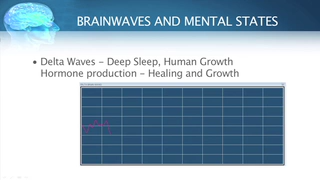 BRAINWAVES AND MENTAL STATES
• Delta Waves - Deep Sleep, Human Growth
Hormone production - Healing and Growth